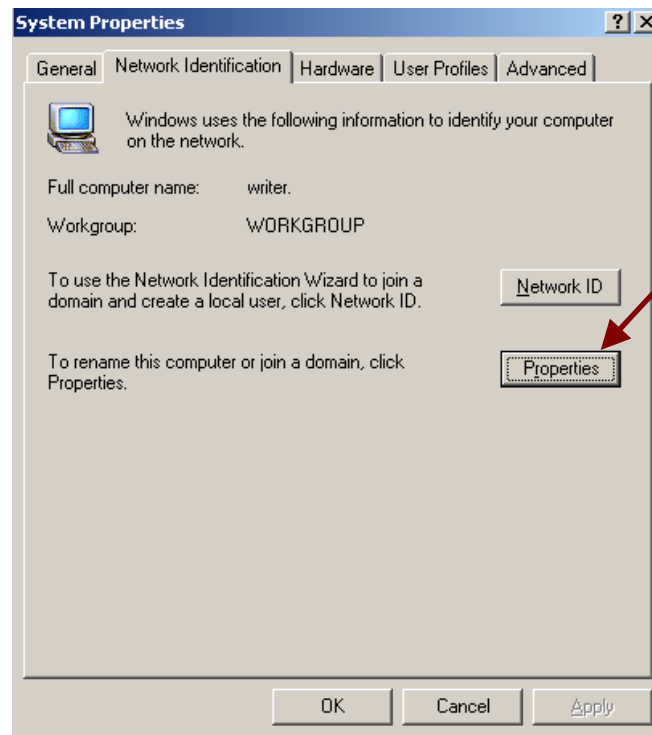 System Properties
General Network Identification Hardware User Profiles Advanced
Windows uses the following information to identify your computer
on the network.
Full computer name: writer.
Workgroup: WORKGROUP
To use the Network Identification Wizard to join a
domain and create a local user, click Network ID.
Network ID
To rename this computer or join a domain, click
Properties.
Properties
OK Cancel Apply